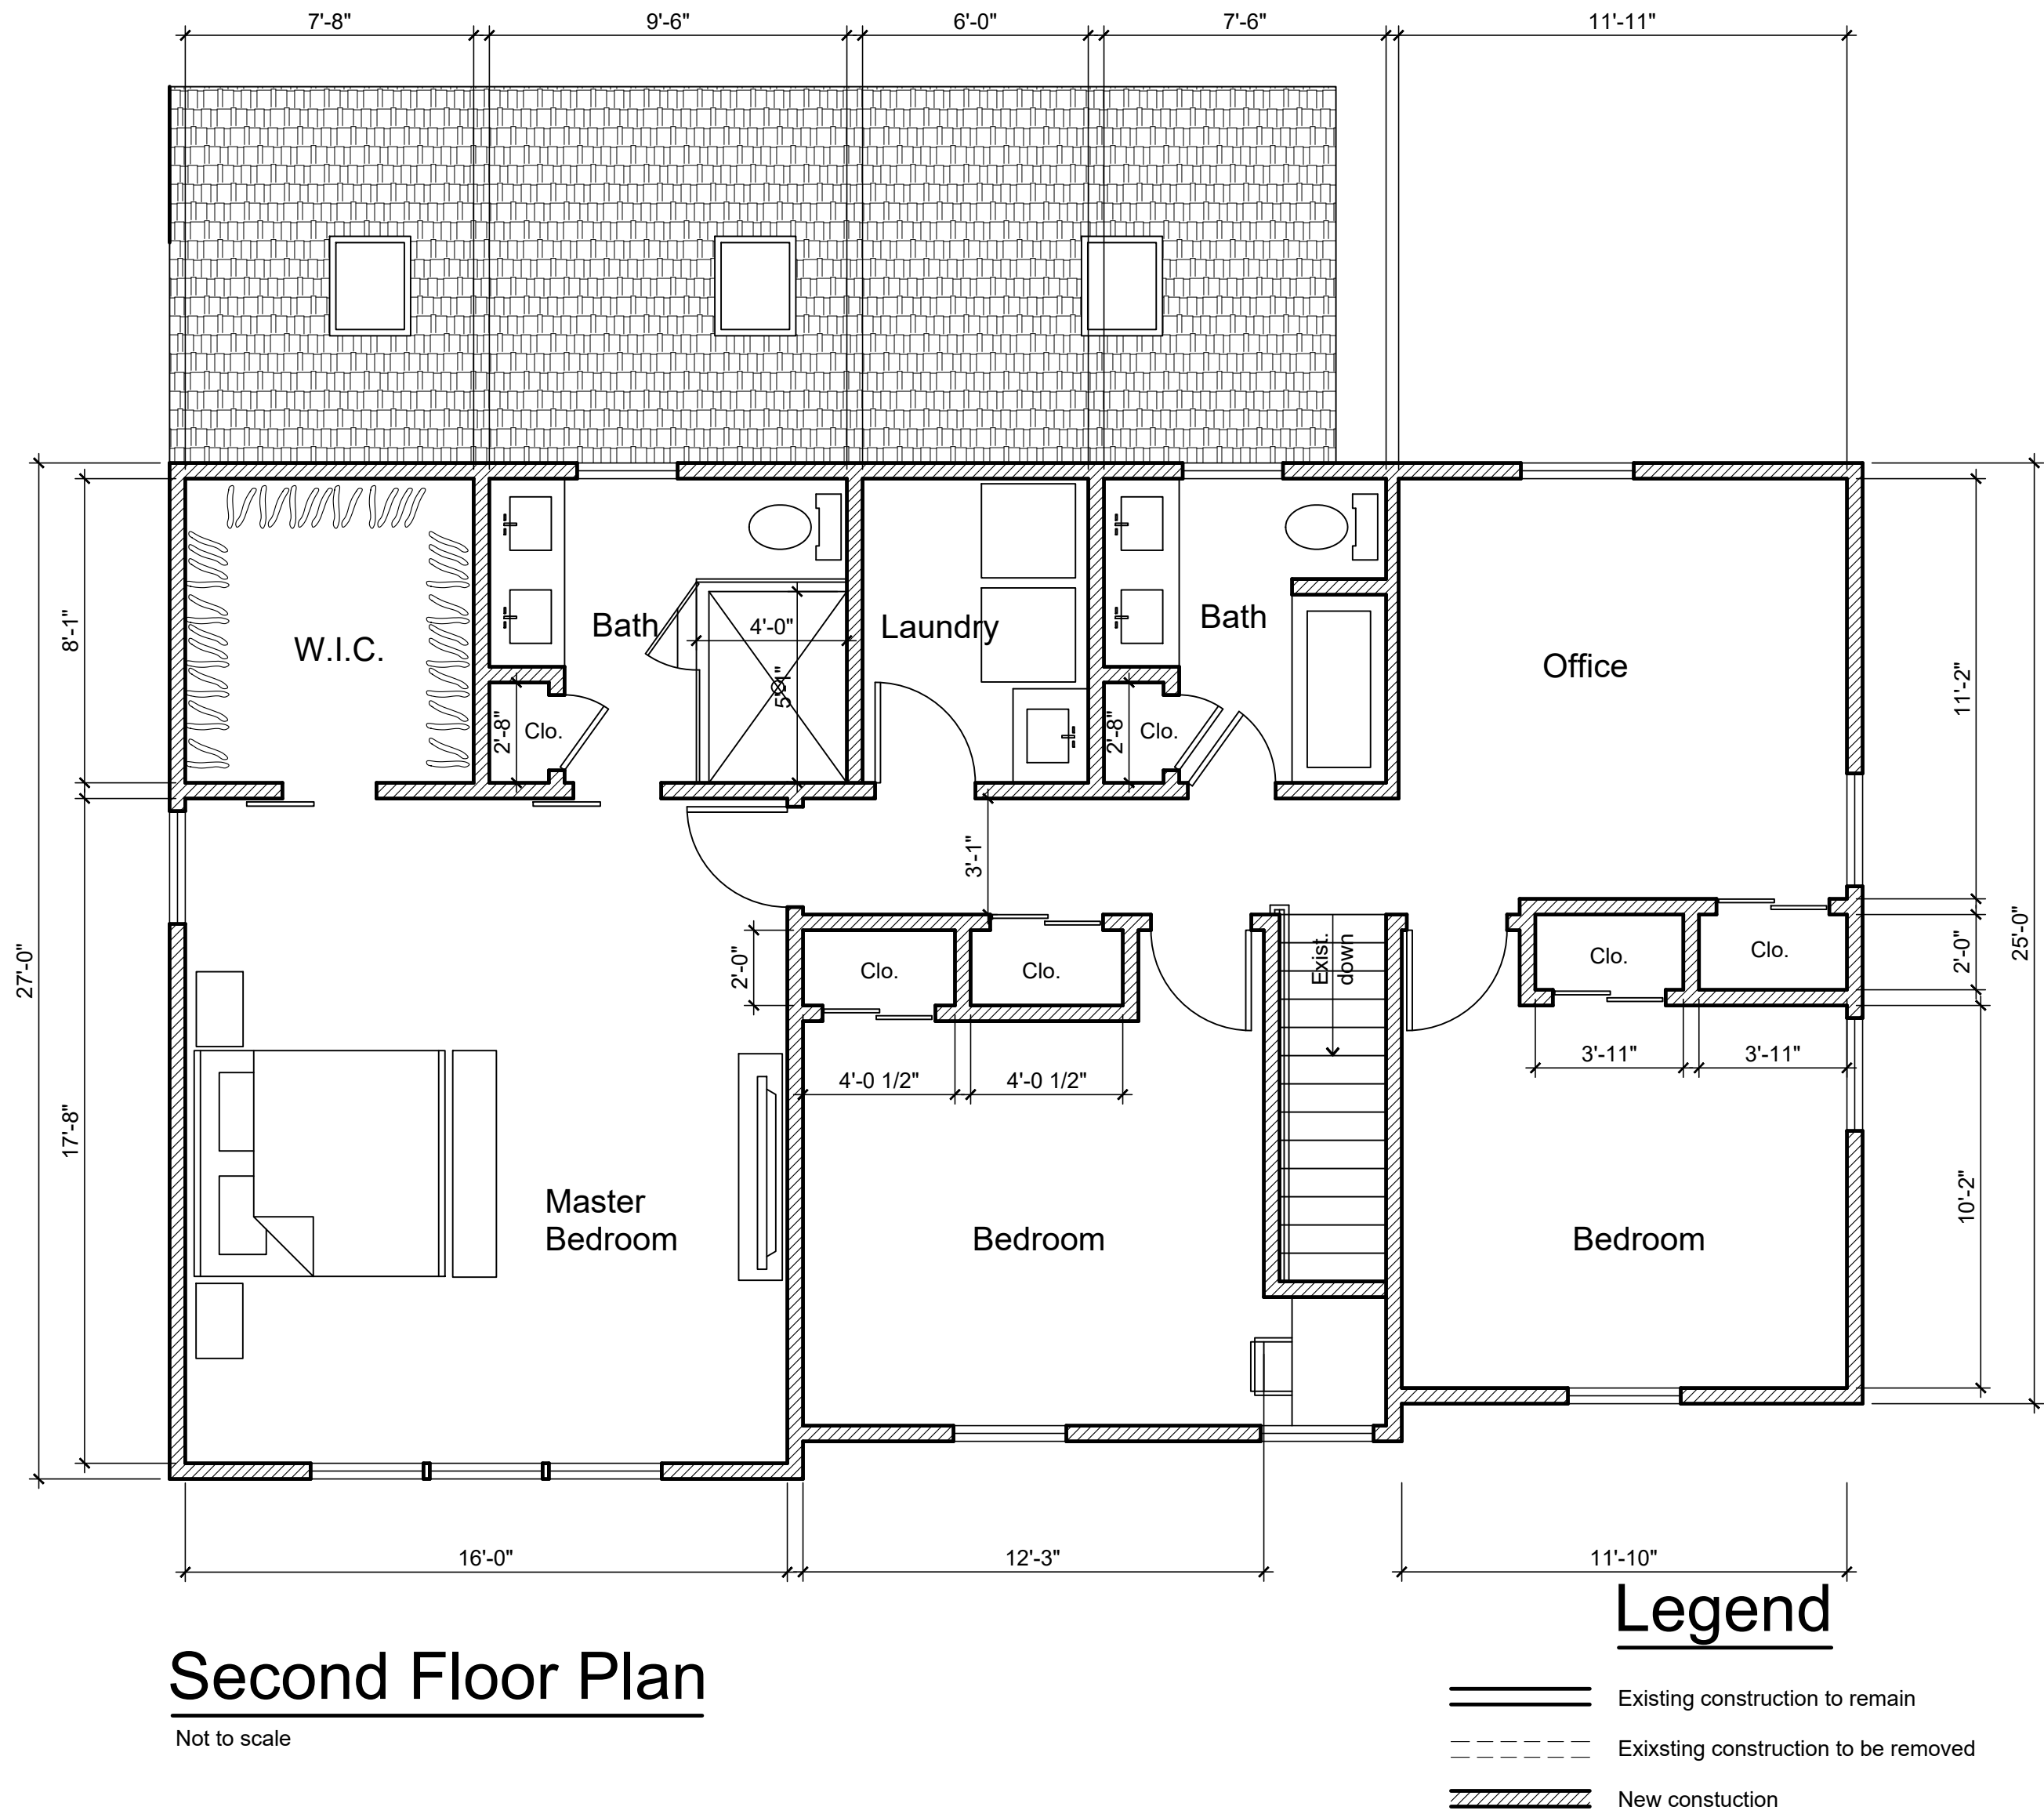 7'-8"
9'-6"
6'-0"
7'-6"
11'-11"
W.I.C.
Bath
4'-0"
5'-1"
Laundry
Bath
Office
8'-1"
2'-8"
Clo.
2'-8"
Clo.
11'-2"
3'-1"
27'-0"
2'-0"
Clo.
Clo.
Exist.
down
Clo.
Clo.
2'-0"
25'-0"
3'-11"
3'-11"
4'-0 1/2"
4'-0 1/2"
17'-8"
Master
Bedroom
Bedroom
Bedroom
10'-2"
16'-0"
12'-3"
11'-10"
Legend
Second Floor Plan
Not to scale
Existing construction to remain
Exixsting construction to be removed
New constuction